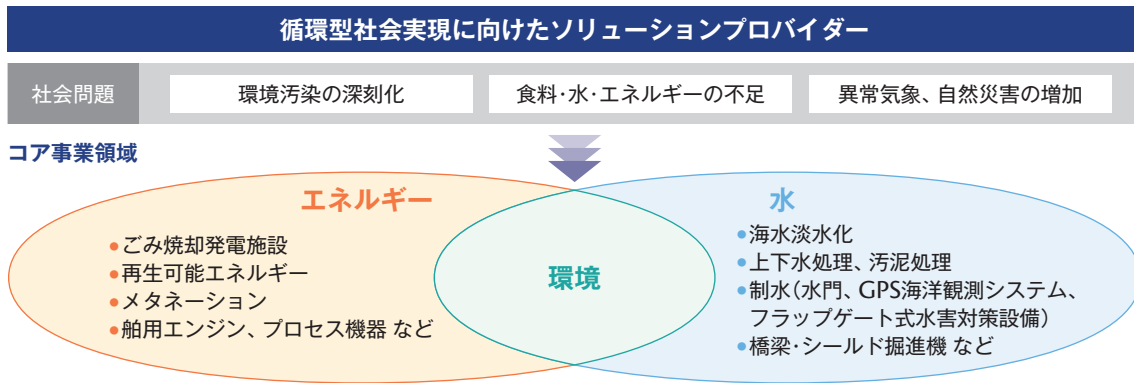 循環型社会実現に向けたソリューションプロバイダー
社会問題
環境汚染の深刻化
食料・水・エネルギーの不足
異常気象、自然災害の増加
コア事業領域
エネルギー
●ごみ焼却発電施設
●再生可能エネルギー
●メタネーション
●舶用エンジン、プロセス機器 など
環境
水
●海水淡水化
●上下水処理、汚泥処理
●制水（水門、GPS海洋観測システム、
フラップゲート式水害対策設備）
●橋梁・シールド掘進機 など